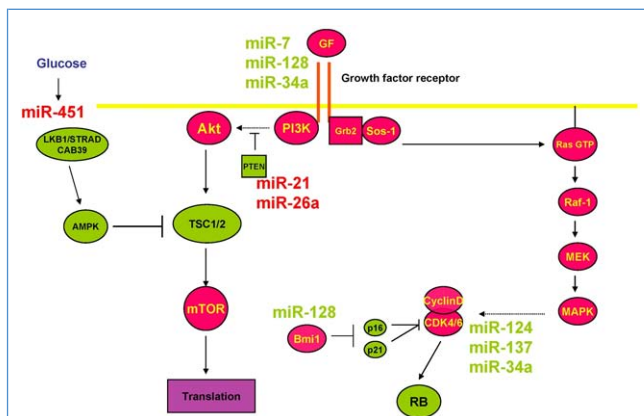 miR-7
miR-128
miR-34a
GF
Growth factor receptor
Glucose
miR-451
LKB1/STRAD
CAB39
AMPK
Akt
PI3K
Grb2
Sos-1
Ras GTP
PTEN
miR-21
miR-26a
TSC1/2
Raf-1
MEK
MAPK
mTOR
Translation
miR-128
Bmi1
p16
p21
CyclinD
CDK4/6
miR-124
miR-137
miR-34a
RB